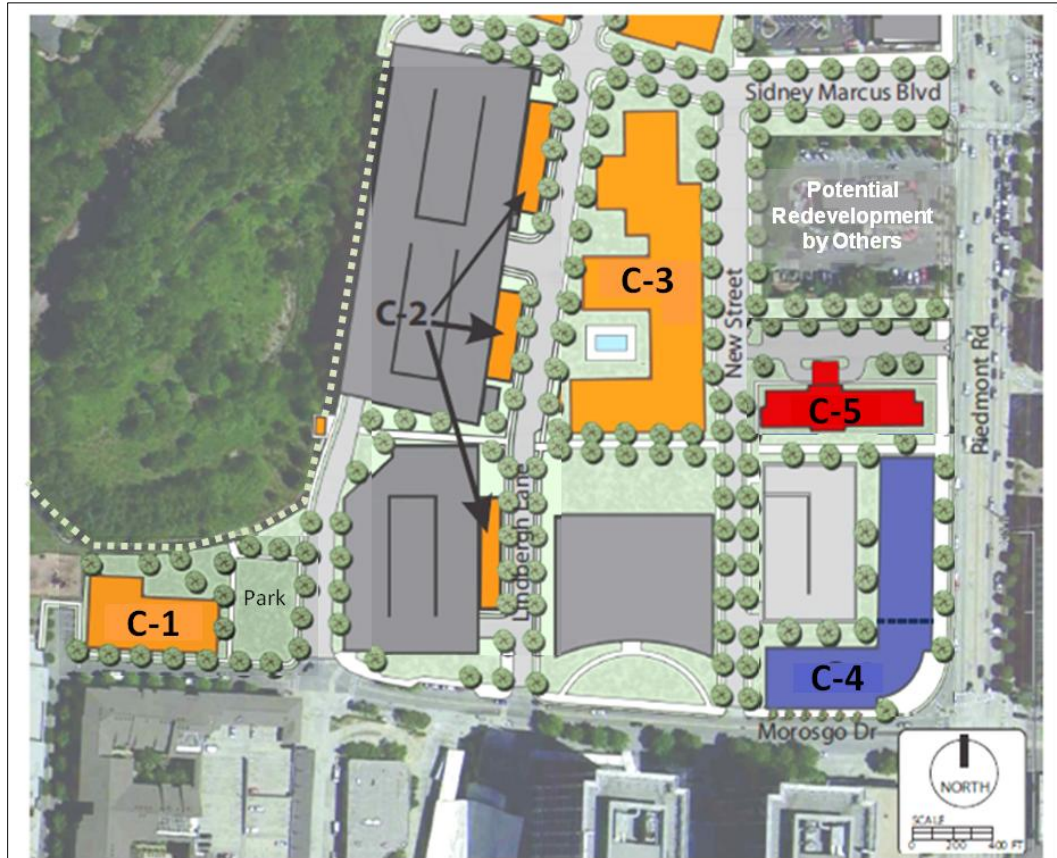 Sidney Marcus Blvd
Potential
Redevelopment
by Others
C-3
C-2
New Street
Piedmont Rd
C-5
Lindbergh Lane
Park
C-1
C-4
Morosgo Dr
NORTH
SCALE
0 200 400 FT